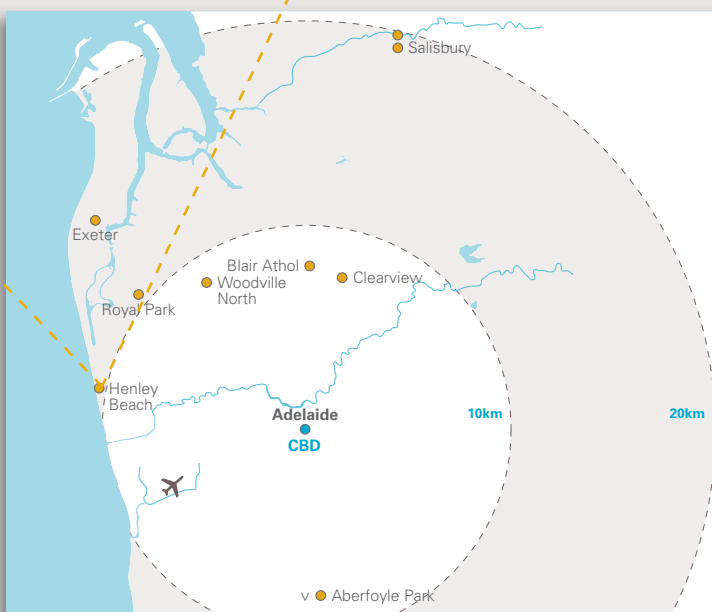 Salisbury
Exeter
Blair Athol
Clearview
Woodville
North
Royal Park
Henley
Beach
Adelaide
CBD
10km
20km
v
Aberfoyle Park